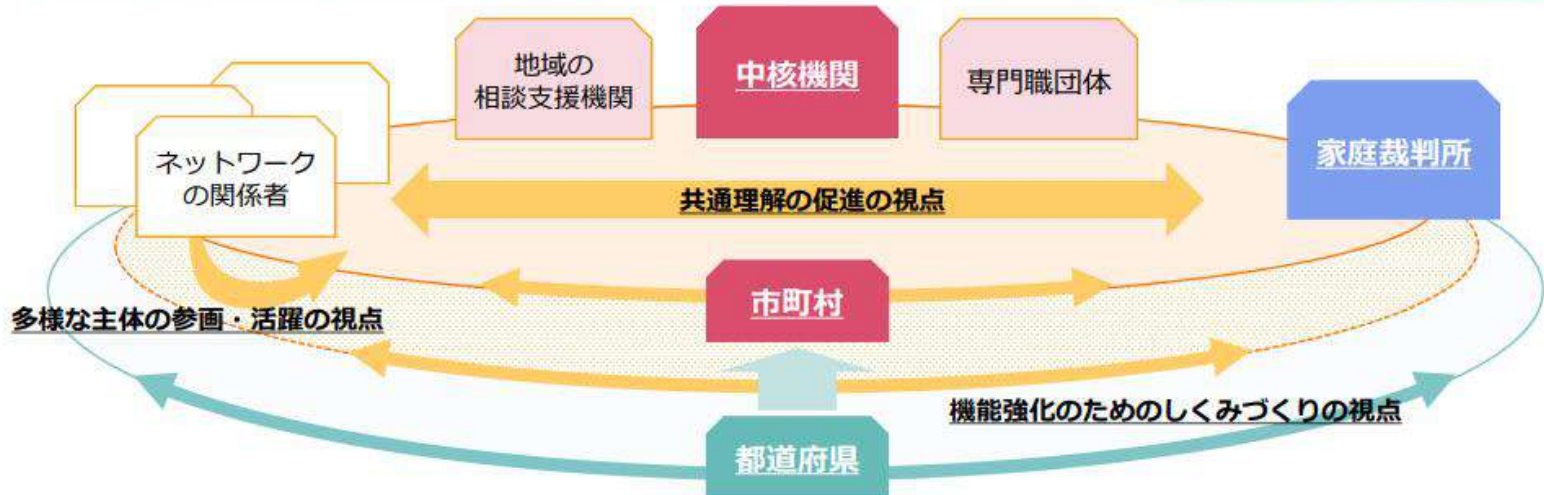 地域の
相談支援機関
中核機関
専門職団体
家庭裁判所
ネットワーク
の関係者
共通理解の促進の視点
市町村
多様な主体の参画・活躍の視点
機能強化のためのしくみづくりの視点
都道府県